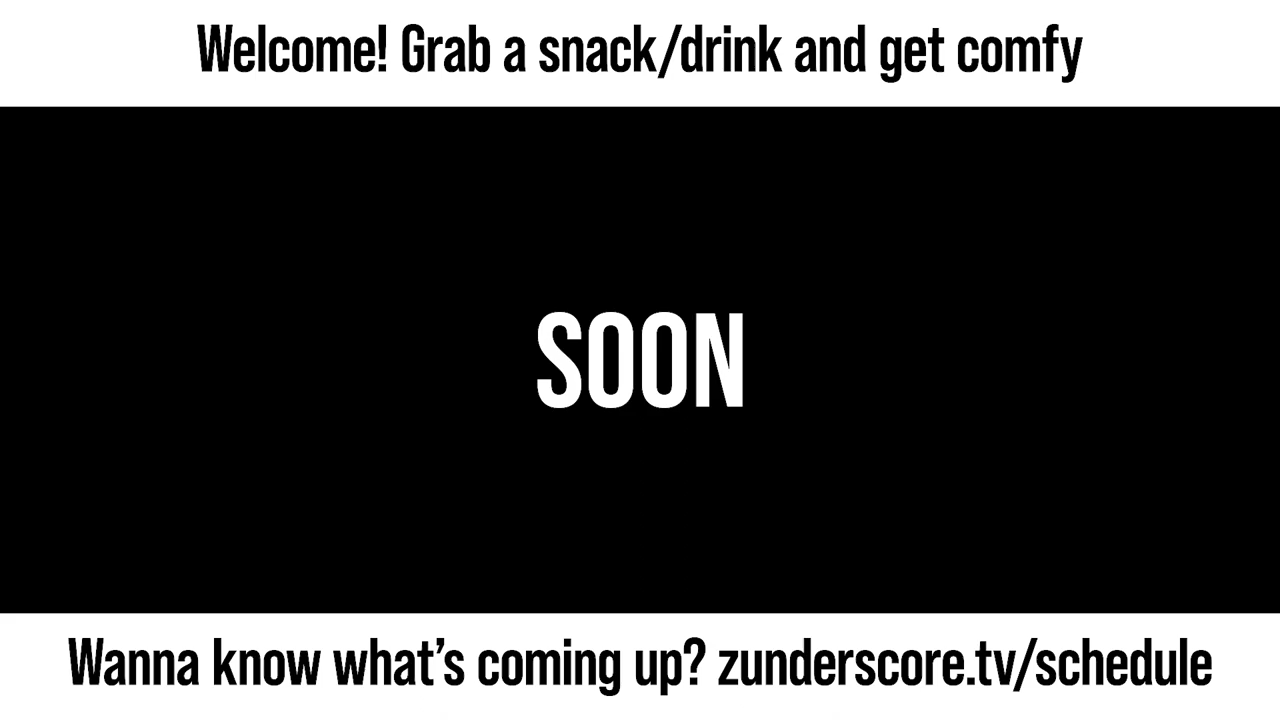 Welcome! Grab a snack/drink and get comfy
SOON
Wanna know what’s coming up? zunderscore.tv/schedule